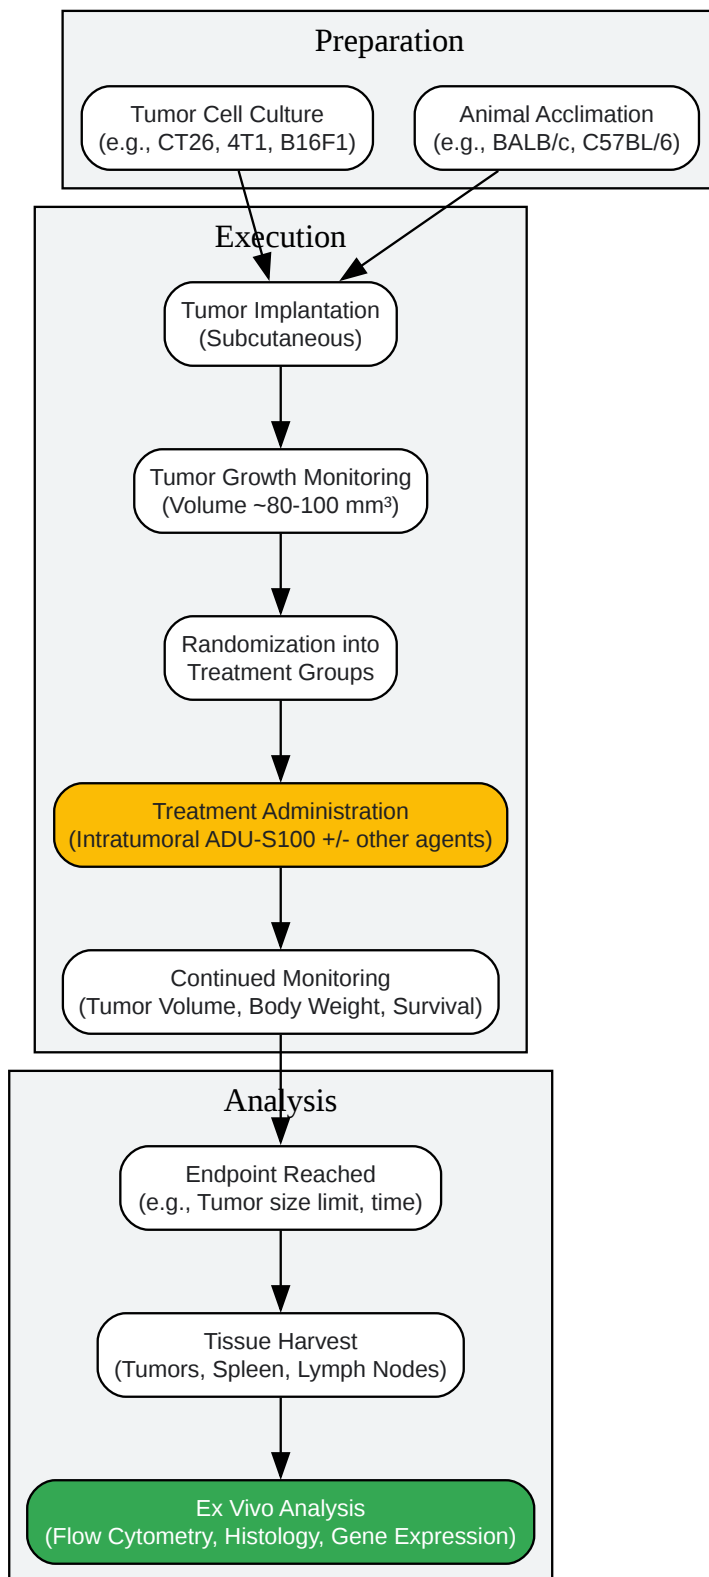 Preparation
Tumor Cell Culture
(e.g., CT26, 4T1, B16F1)
Animal Acclimation
(e.g., BALB/c, C57BL/6)
Execution
Tumor Implantation
(Subcutaneous)
Tumor Growth Monitoring
(Volume ~80-100 mm³)
Randomization into
Treatment Groups
Treatment Administration
(Intratumoral ADU-S100 +/- other agents)
Continued Monitoring
(Tumor Volume, Body Weight, Survival)
Analysis
Endpoint Reached
(e.g., Tumor size limit, time)
Tissue Harvest
(Tumors, Spleen, Lymph Nodes)
Ex Vivo Analysis
(Flow Cytometry, Histology, Gene Expression)